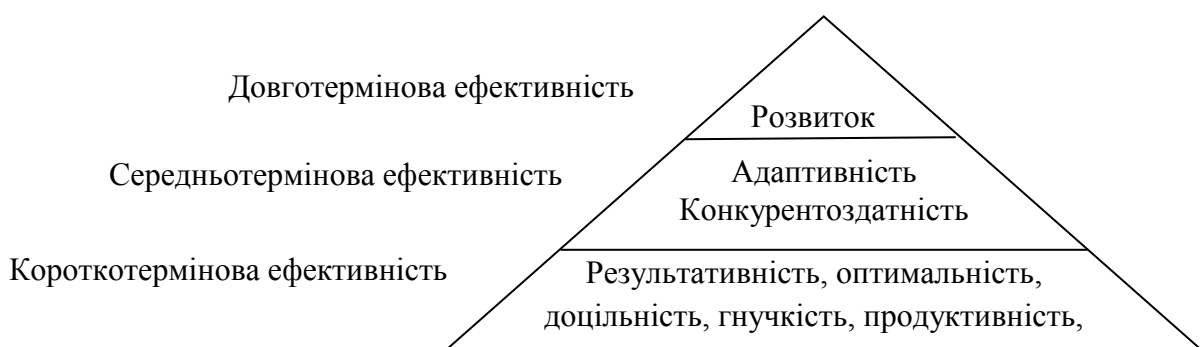 Довготермінова ефективність
Розвиток
Середньотермінова ефективність
Адаптивність
Конкурентоздатність
Короткотермінова ефективність
Результативність, оптимальність,
доцільність, гнучкість, продуктивність,